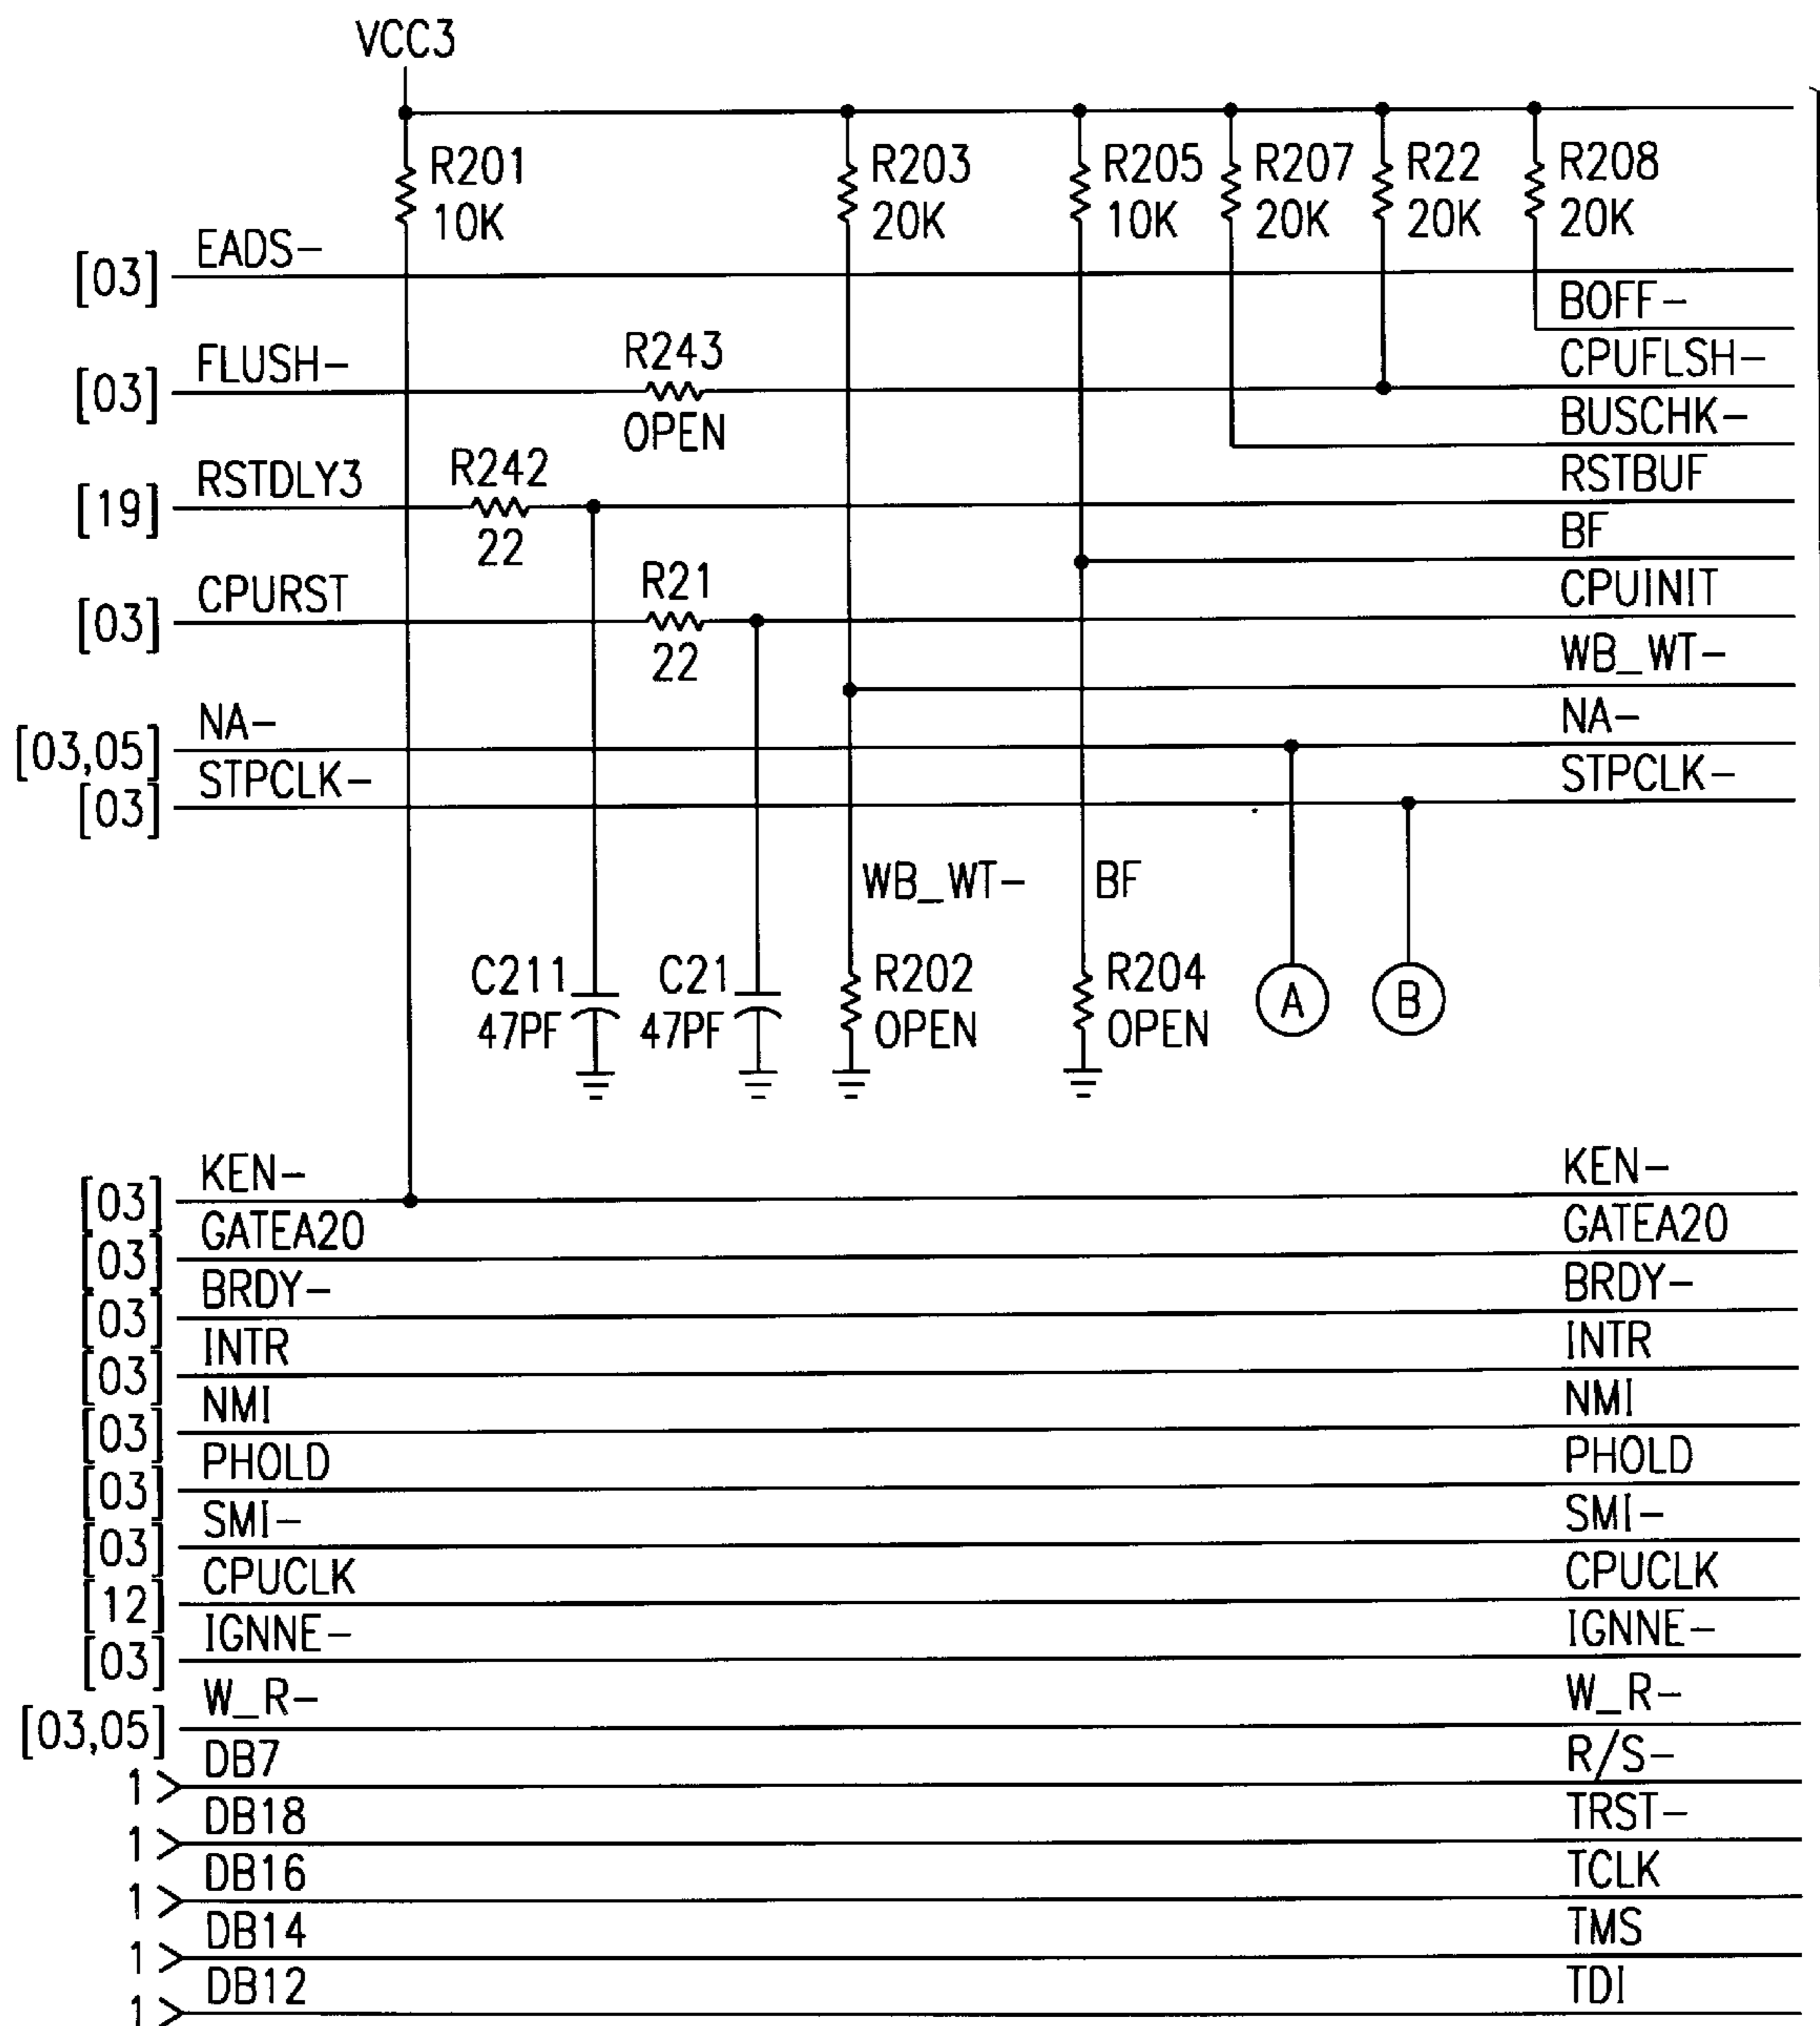 VCC3
R201 R203 R205 R207 R22 R208
10K 20K 10K 20K 20K 20K
[03] EADS-
BOFF-
[03] FLUSH- R243 CPUFLSH-
OPEN BUSCHK-
[19] RSTDLY3 R242 RSTBUF
22 BF
[03] CPURST R21 CPUINIT
22 WB_WT-
[03,05] NA- NA-
[03] STPCLK- STPCLK-
WB_WT- BF
C211 C21 R202 R204 A B
47PF 47PF OPEN OPEN
[03] KEN- KEN-
[03] GATEA20 GATEA20
[03] BRDY- BRDY-
[03] INTR INTR
[03] NMI NMI
[03] PHOLD PHOLD
[03] SMI- SMI-
[12] CPUCLK CPUCLK
[03] IGNNE- IGNNE-
[03,05] W_R- W_R-
1 DB7 R/S-
1 DB18 TRST-
1 DB16 TCLK
1 DB14 TMS
1 DB12 TDI